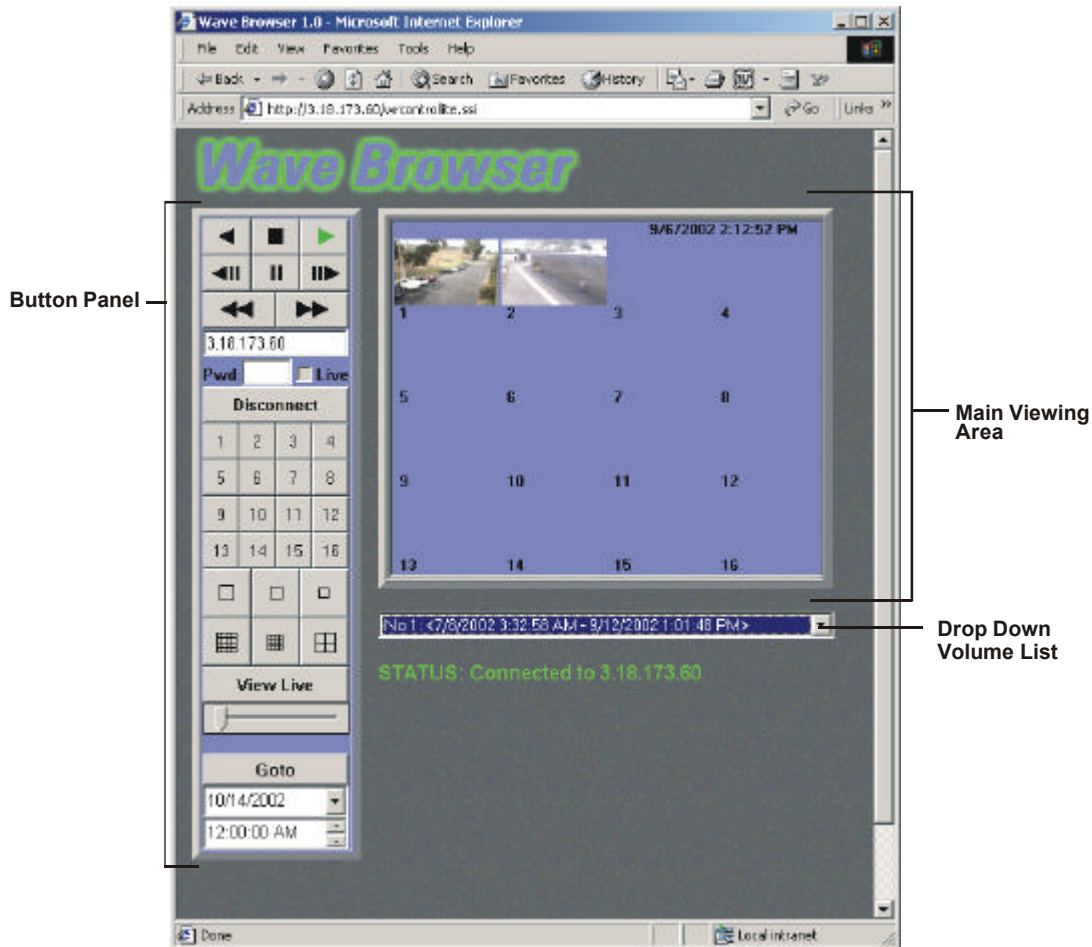 Wave Browser 1.0 - Microsoft Internet Explorer
File Edit View Favorites Tools Help
Back Search Favorites History
Address http://3.18.173.60/vrcontrollite.ssi Go Links »
Wave Browser
9/6/2002 2:12:52 PM
1 2 3 4
5 6 7 8
9 10 11 12
13 14 15 16
Button Panel
3.18.173.60
Pwd Live
Disconnect
1 2 3 4
5 6 7 8
9 10 11 12
13 14 15 16
View Live
Goto
10/14/2002
12:00:00 AM
Main Viewing
Area
No 1: <7/8/2002 3:32:58 AM - 9/12/2002 1:01:48 PM>
Drop Down
Volume List
STATUS: Connected to 3.18.173.60
Done
Local intranet